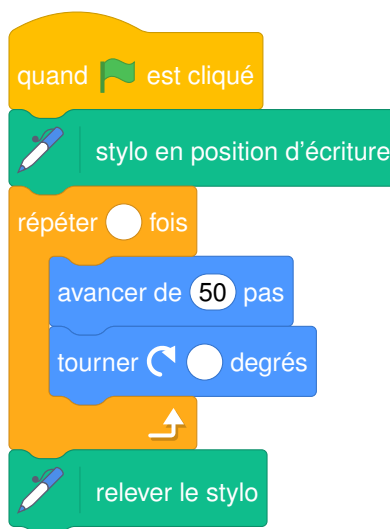 quand est cliqué
stylo en position d’écriture
répéter fois
avancer de 50 pas
tourner degrés
relever le stylo